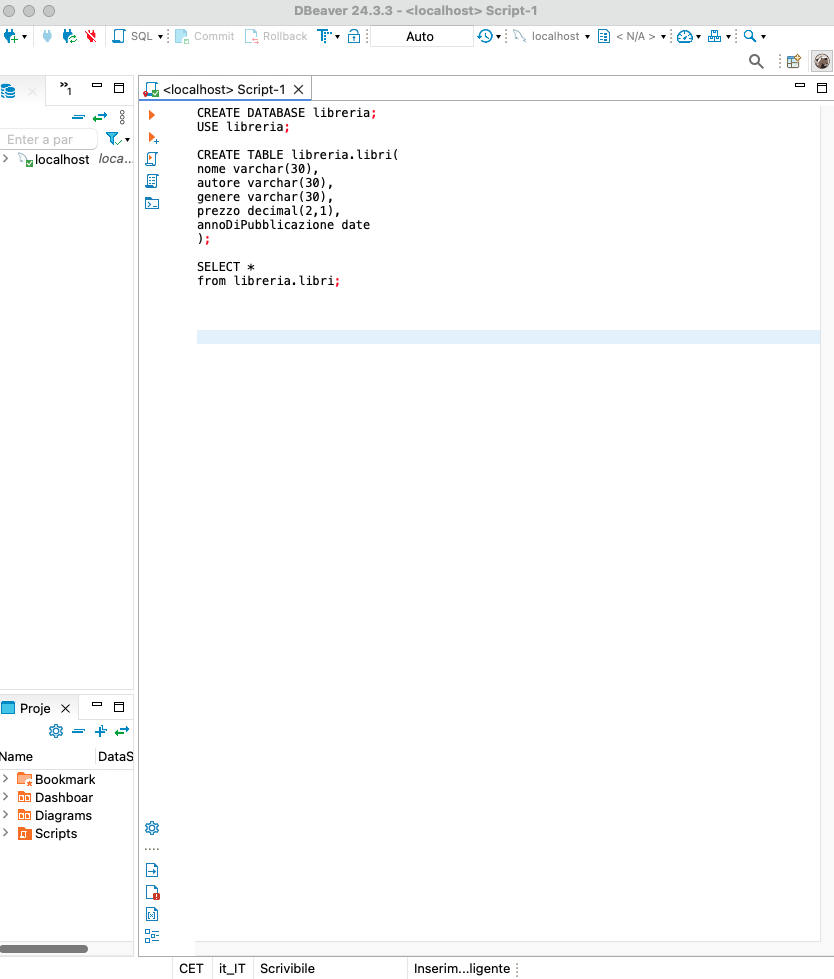 DBeaver 24.3.3 - <localhost> Script-1
SQL Commit Rollback Auto localhost < N/A >
»1
<localhost> Script-1
Enter a par
localhost loca...
CREATE DATABASE libreria;
USE libreria;
CREATE TABLE libreria.libri(
nome varchar(30),
autore varchar(30),
genere varchar(30),
prezzo decimal(2,1),
annoDiPubblicazione date
);
SELECT *
from libreria.libri;
Proje
Name DataS
Bookmark
Dashboar
Diagrams
Scripts
CET it_IT Scrivibile Inserim...ligente